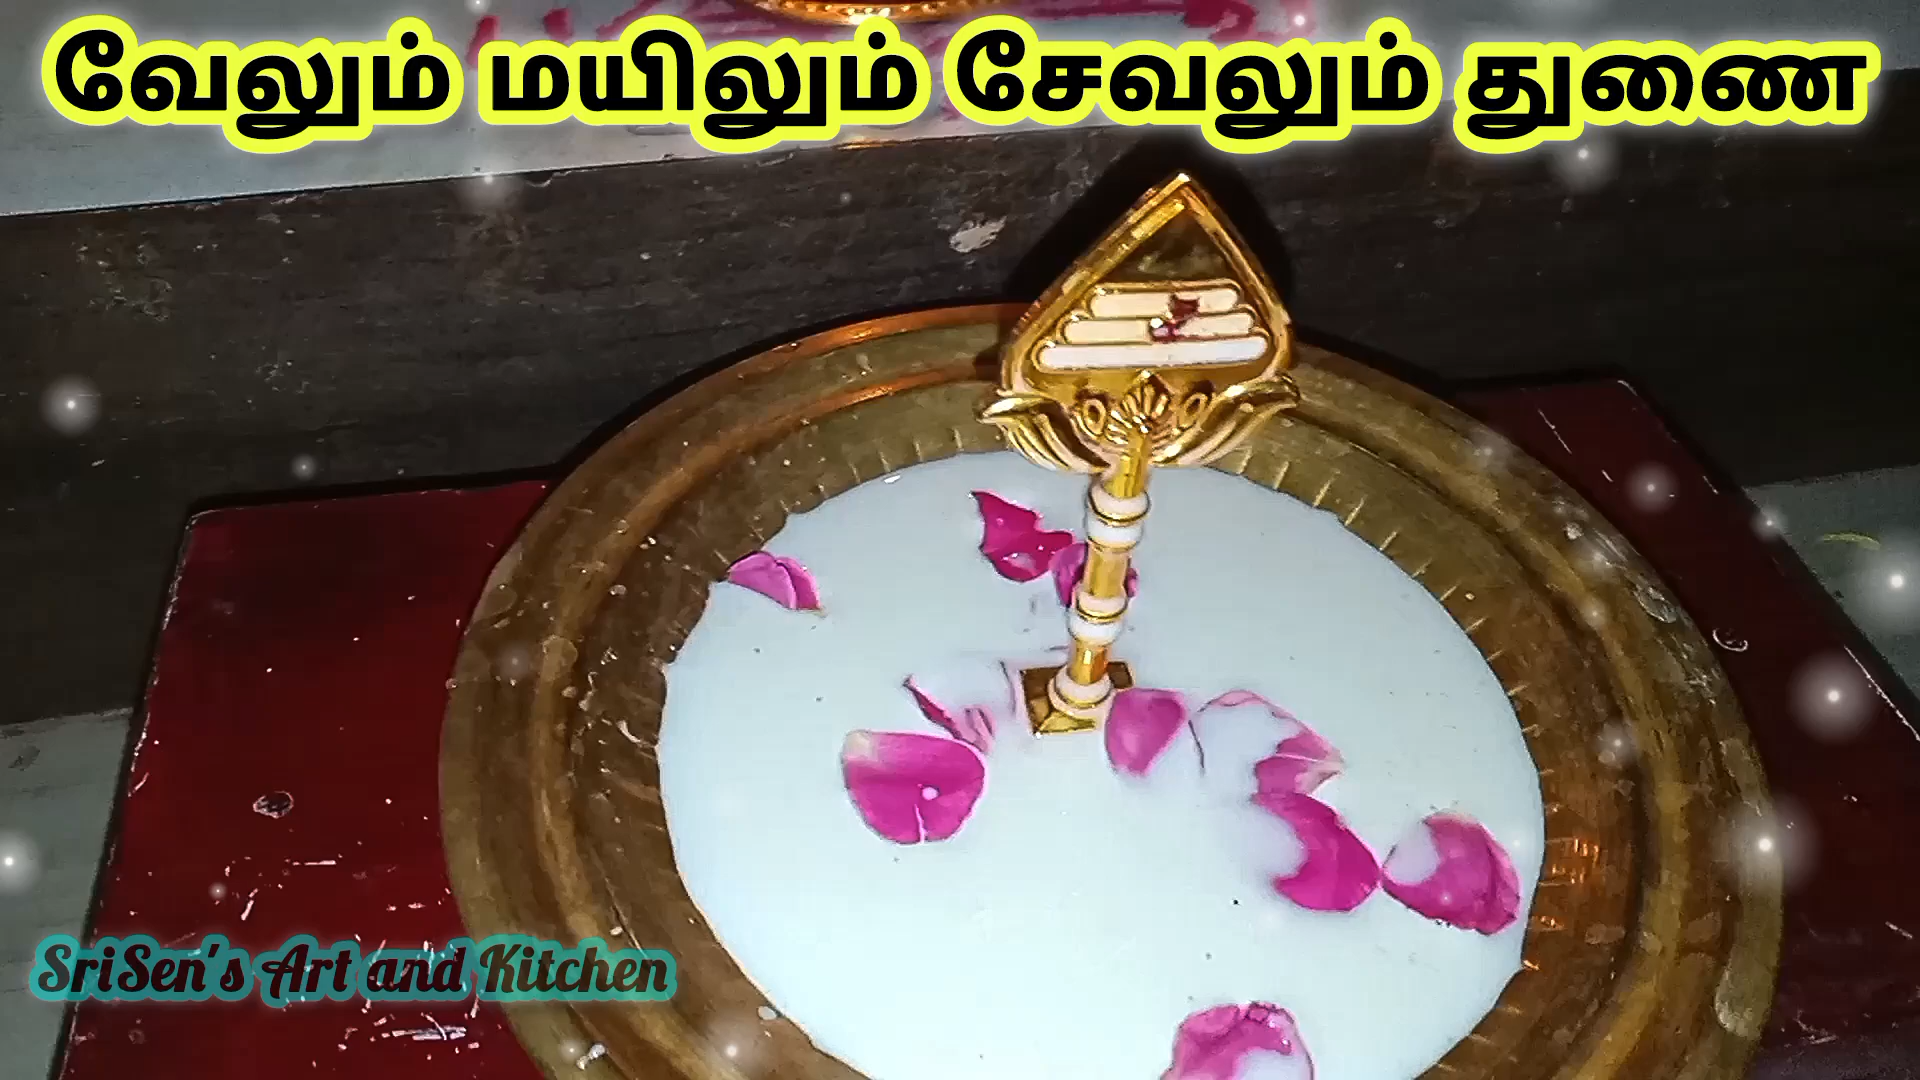 வேலும் மயிலும் சேவலும் துணை
SriSen's Art and Kitchen